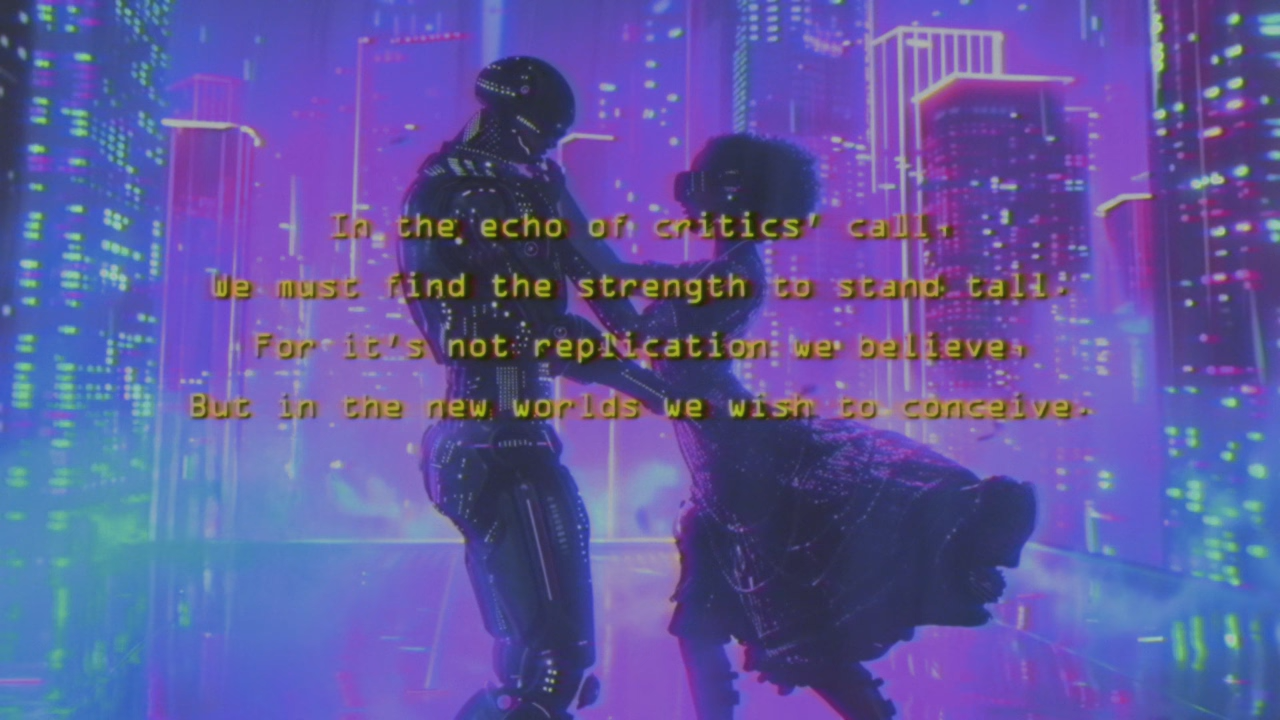 In the echo of critics' call,
We must find the strength to stand tall.
For it's not replication we believe,
But in the new worlds we wish to conceive.